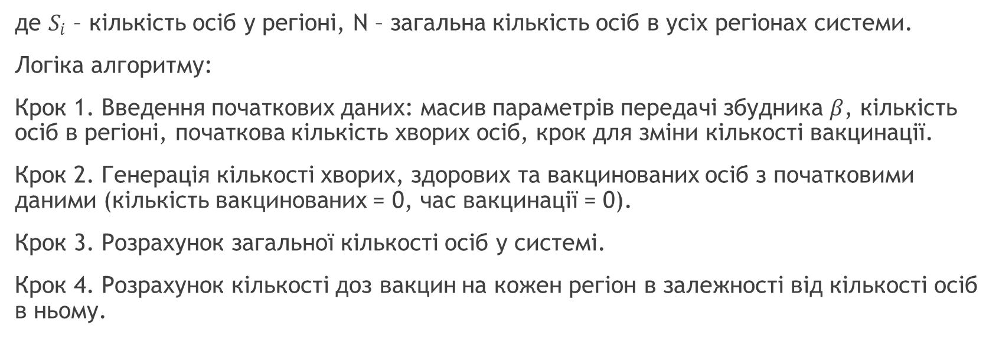 де 𝑆𝑖 – кількість осіб у регіоні, N – загальна кількість осіб в усіх регіонах системи.
Логіка алгоритму:
Крок 1. Введення початкових даних: масив параметрів передачі збудника 𝛽, кількість
осіб в регіоні, початкова кількість хворих осіб, крок для зміни кількості вакцинації.
Крок 2. Генерація кількості хворих, здорових та вакцинованих осіб з початковими
даними (кількість вакцинованих = 0, час вакцинації = 0).
Крок 3. Розрахунок загальної кількості осіб у системі.
Крок 4. Розрахунок кількості доз вакцин на кожен регіон в залежності від кількості осіб
в ньому.